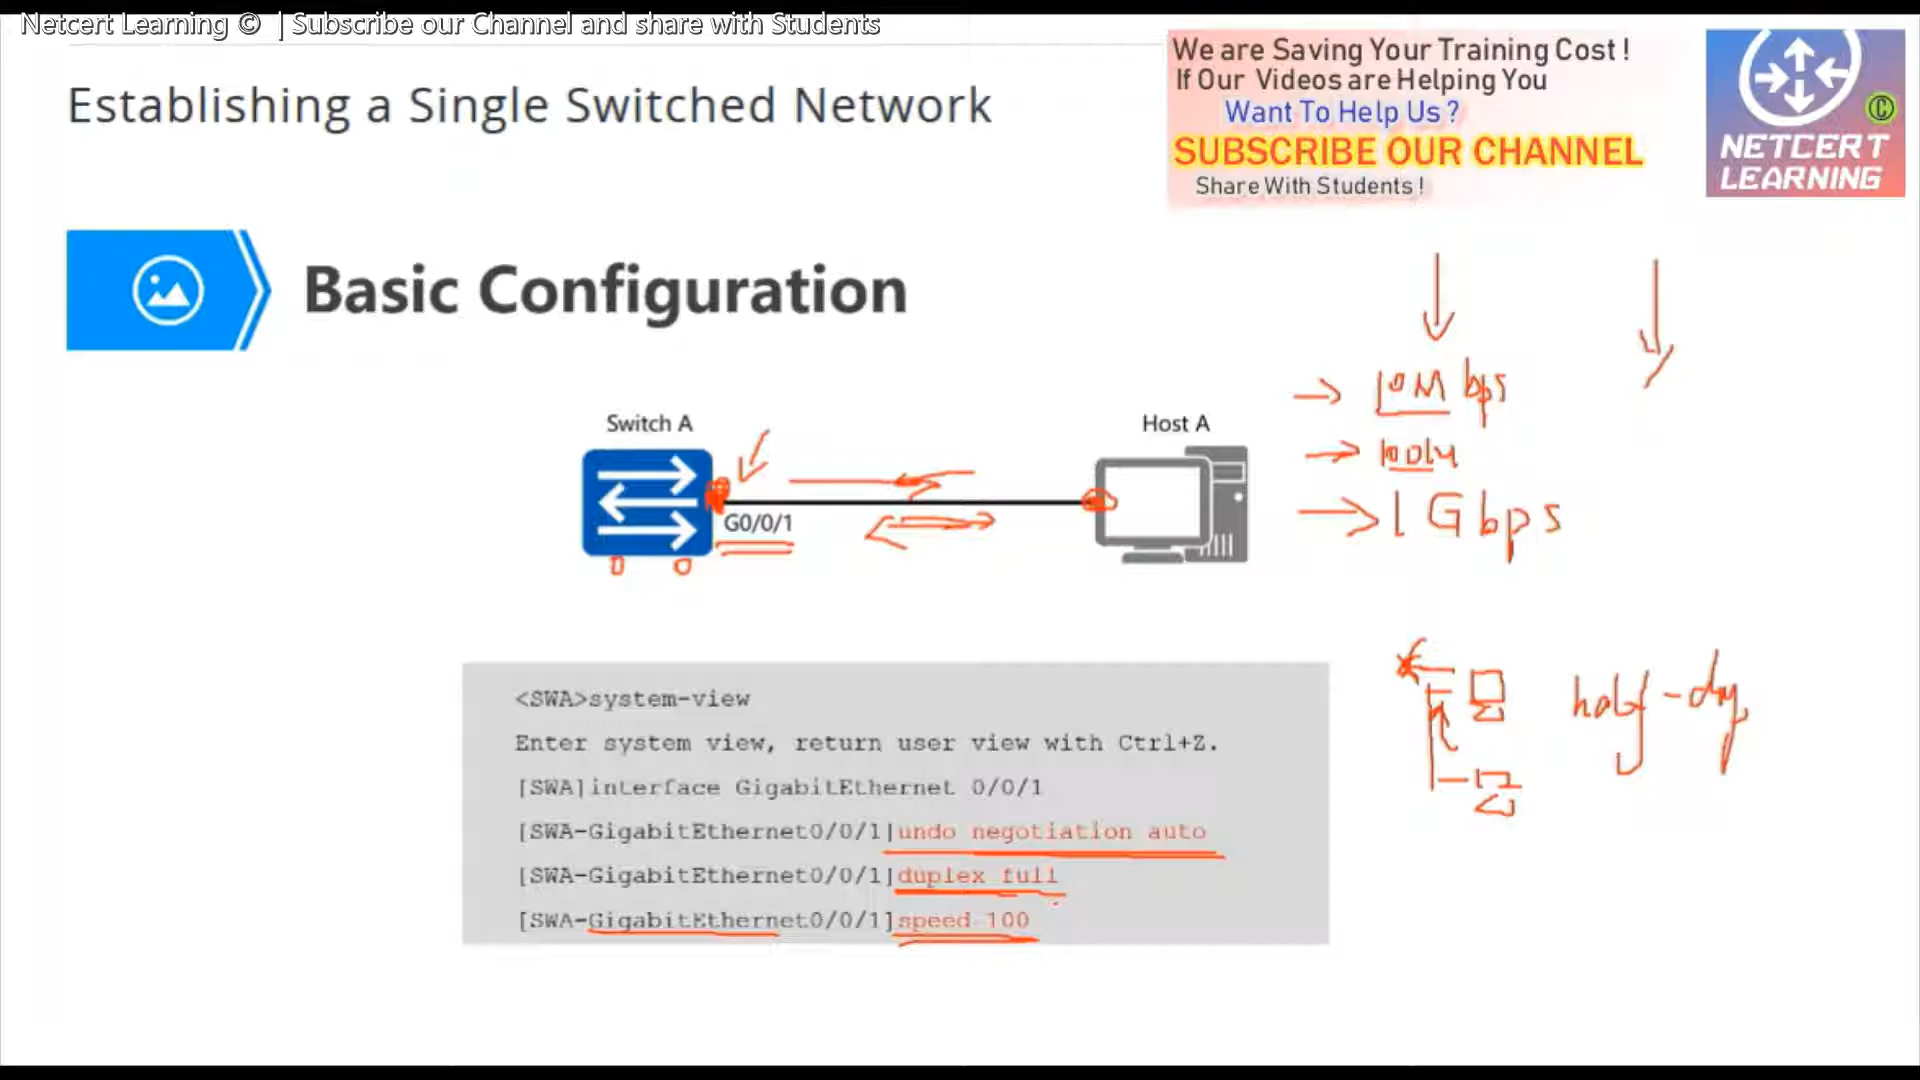 Netcert Learning © | Subscribe our Channel and share with Students
We are Saving Your Training Cost !
If Our Videos are Helping You
Want To Help Us ?
SUBSCRIBE OUR CHANNEL
Share With Students !
©
NETCERT
LEARNING
Establishing a Single Switched Network
Basic Configuration
Switch A
Host A
G0/0/1
10M bps
100M
1 Gbps
<SWA>system-view
Enter system view, return user view with Ctrl+Z.
[SWA]interface GigabitEthernet 0/0/1
[SWA-GigabitEthernet0/0/1]undo negotiation auto
[SWA-GigabitEthernet0/0/1]duplex full
[SWA-GigabitEthernet0/0/1]speed 100
half-